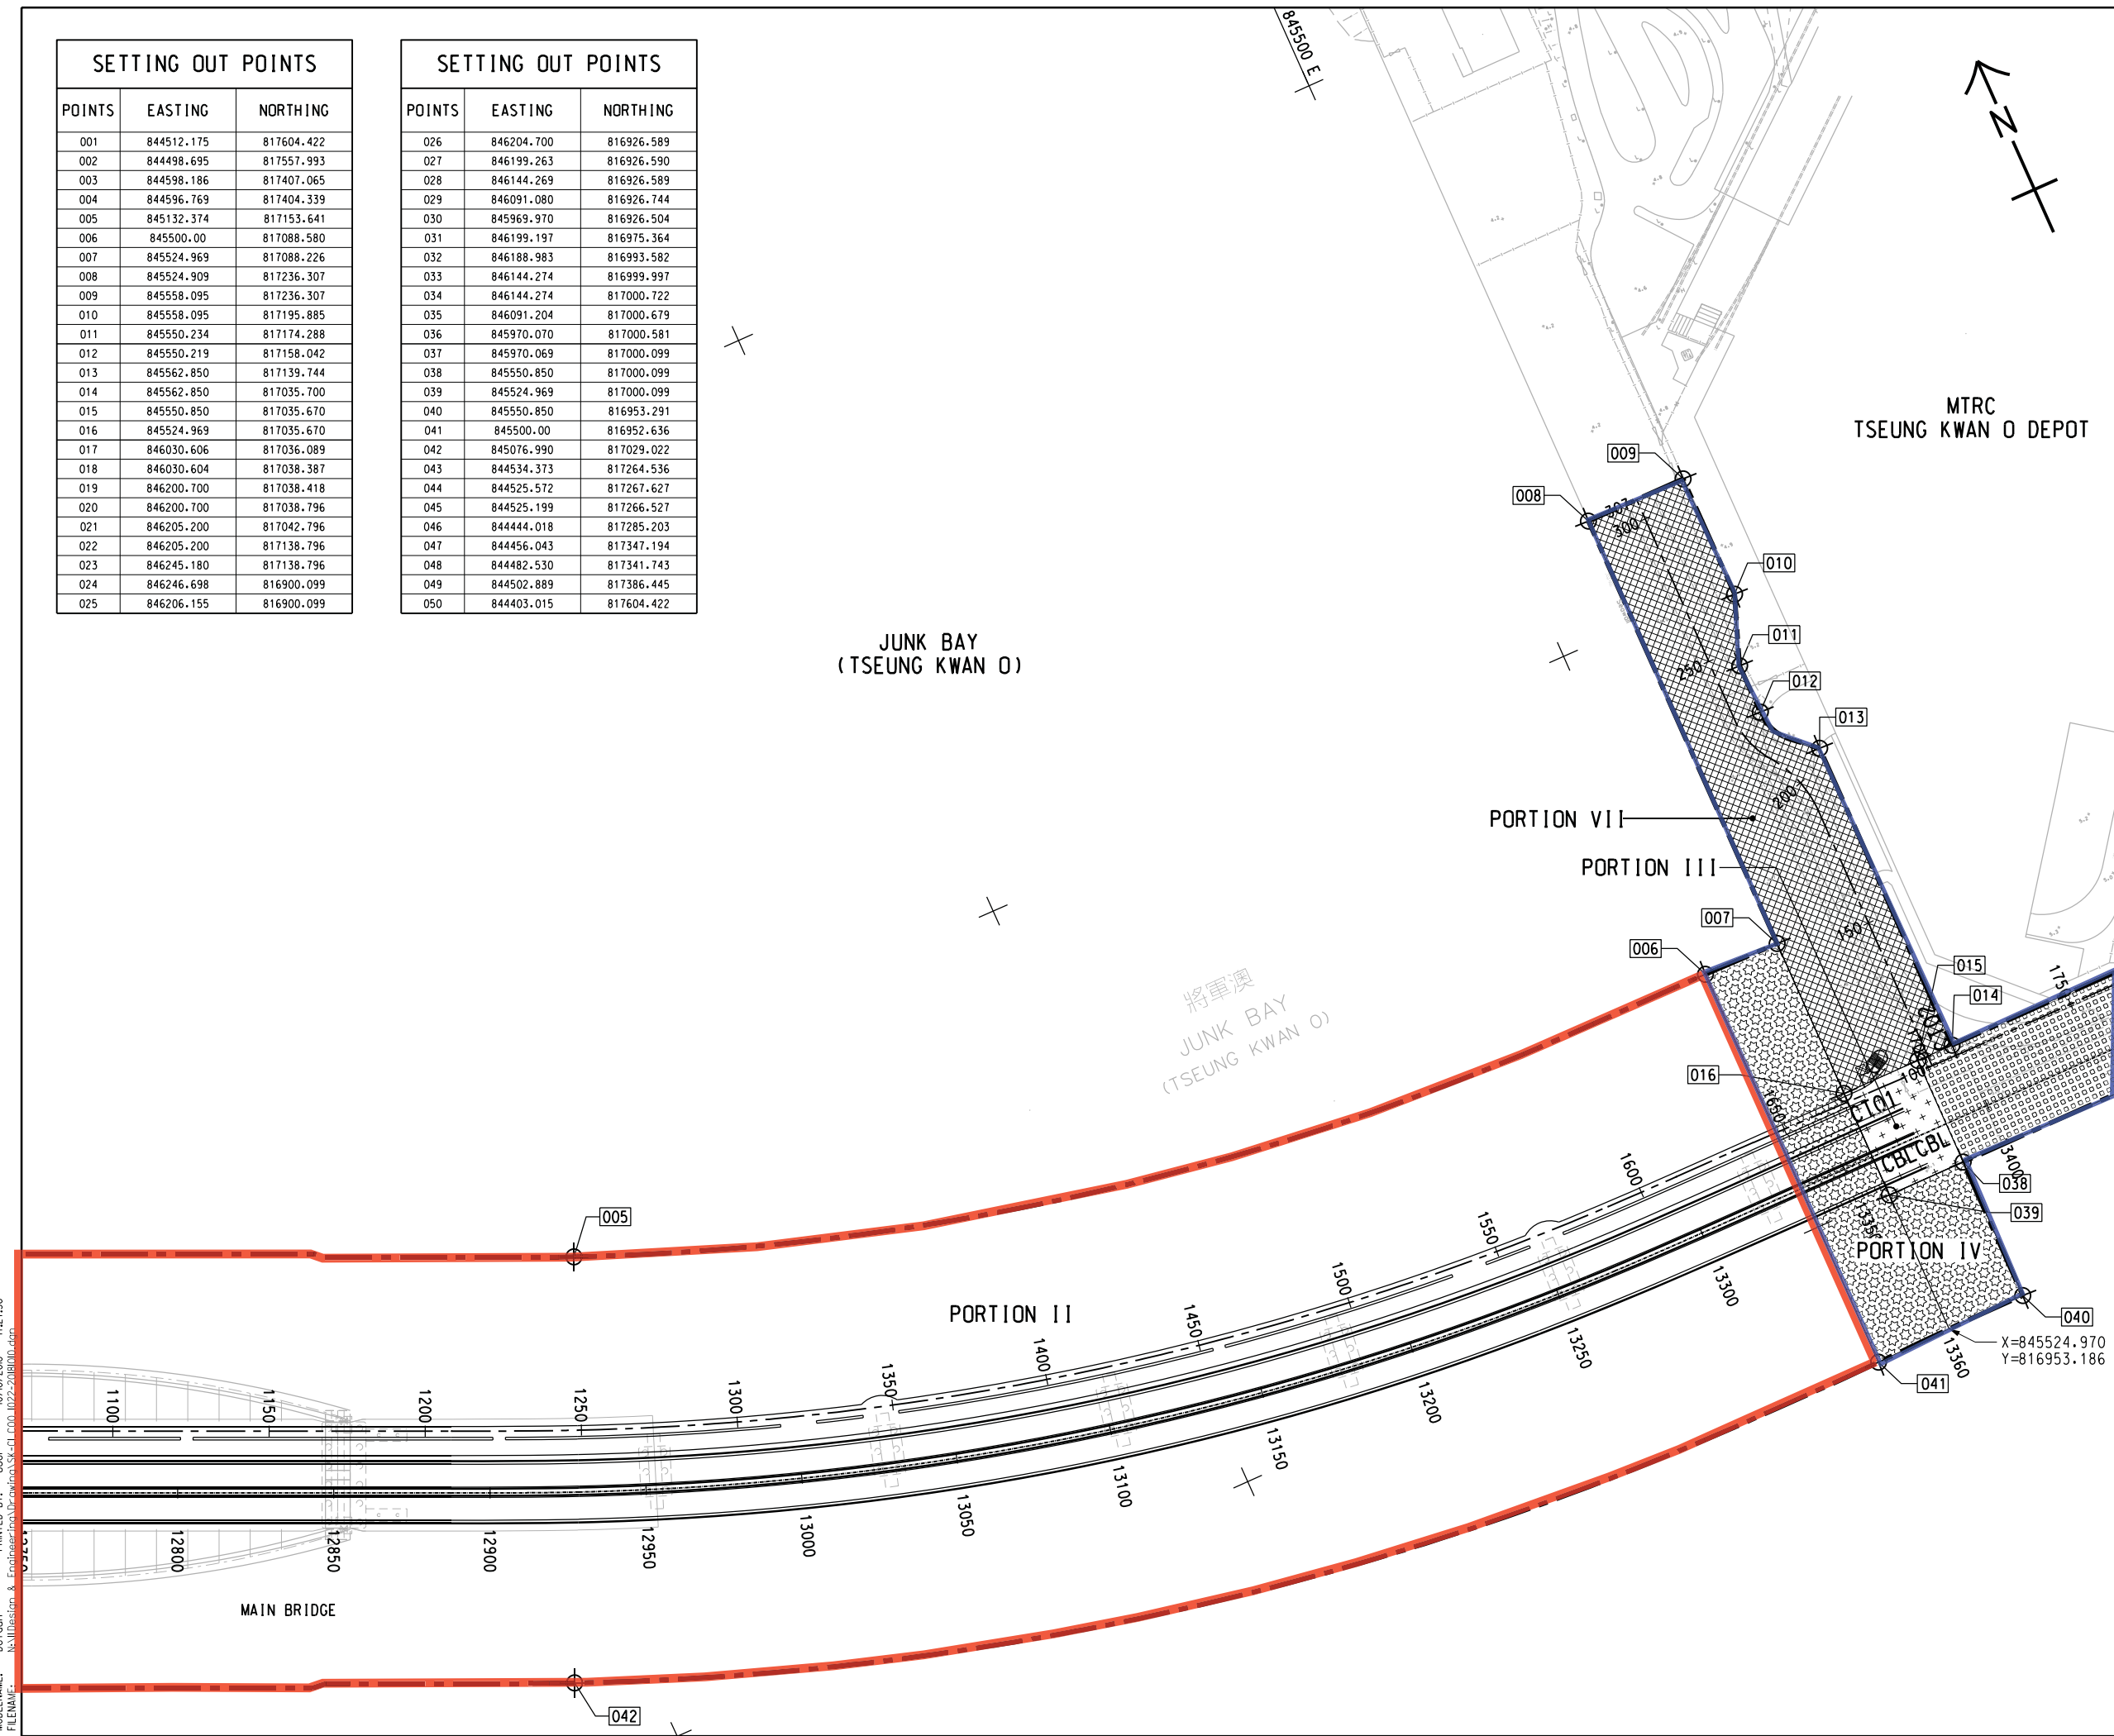 SETTING OUT POINTS
POINTS EASTING NORTHING
001 844512.175 817604.422
002 844498.695 817557.993
003 844598.186 817407.065
004 844596.769 817404.339
005 845132.374 817153.641
006 845500.00 817088.580
007 845524.969 817088.226
008 845524.909 817236.307
009 845558.095 817236.307
010 845558.095 817195.885
011 845550.234 817174.288
012 845550.219 817158.042
013 845562.850 817139.744
014 845562.850 817035.700
015 845550.850 817035.670
016 845524.969 817035.670
017 846030.606 817036.089
018 846030.604 817038.387
019 846200.700 817038.418
020 846200.700 817038.796
021 846205.200 817042.796
022 846205.200 817138.796
023 846245.180 817138.796
024 846246.698 816900.099
025 846206.155 816900.099
SETTING OUT POINTS
POINTS EASTING NORTHING
026 846204.700 816926.589
027 846199.263 816926.590
028 846144.269 816926.589
029 846091.080 816926.744
030 845969.970 816926.504
031 846199.197 816975.364
032 846188.983 816993.582
033 846144.274 816999.997
034 846144.274 817000.722
035 846091.204 817000.679
036 845970.070 817000.581
037 845970.069 817000.099
038 845550.850 817000.099
039 845524.969 817000.099
040 845550.850 816953.291
041 845500.00 816952.636
042 845076.990 817029.022
043 844534.373 817264.536
044 844525.572 817267.627
045 844525.199 817266.527
046 844444.018 817285.203
047 844456.043 817347.194
048 844482.530 817341.743
049 844502.889 817386.445
050 844403.015 817604.422
845500 E
N
MTRC
TSEUNG KWAN O DEPOT
JUNK BAY
(TSEUNG KWAN O)
009
008
307
300
010
011
250
012
013
200
PORTION VII
PORTION III
150
007
006
015
014
1750
016
100
1650
CT01
CBLCBL
3400
038
039
PORTION IV
040
X=845524.970
Y=816953.186
13360
041
將軍澳
JUNK BAY
(TSEUNG KWAN O)
005
PORTION II
1100
1150
1200
1250
1300
1350
1400
1450
1500
1550
1600
12800
12850
12900
12950
13000
13050
13100
13150
13200
13250
13300
MAIN BRIDGE
042
FILENAME: